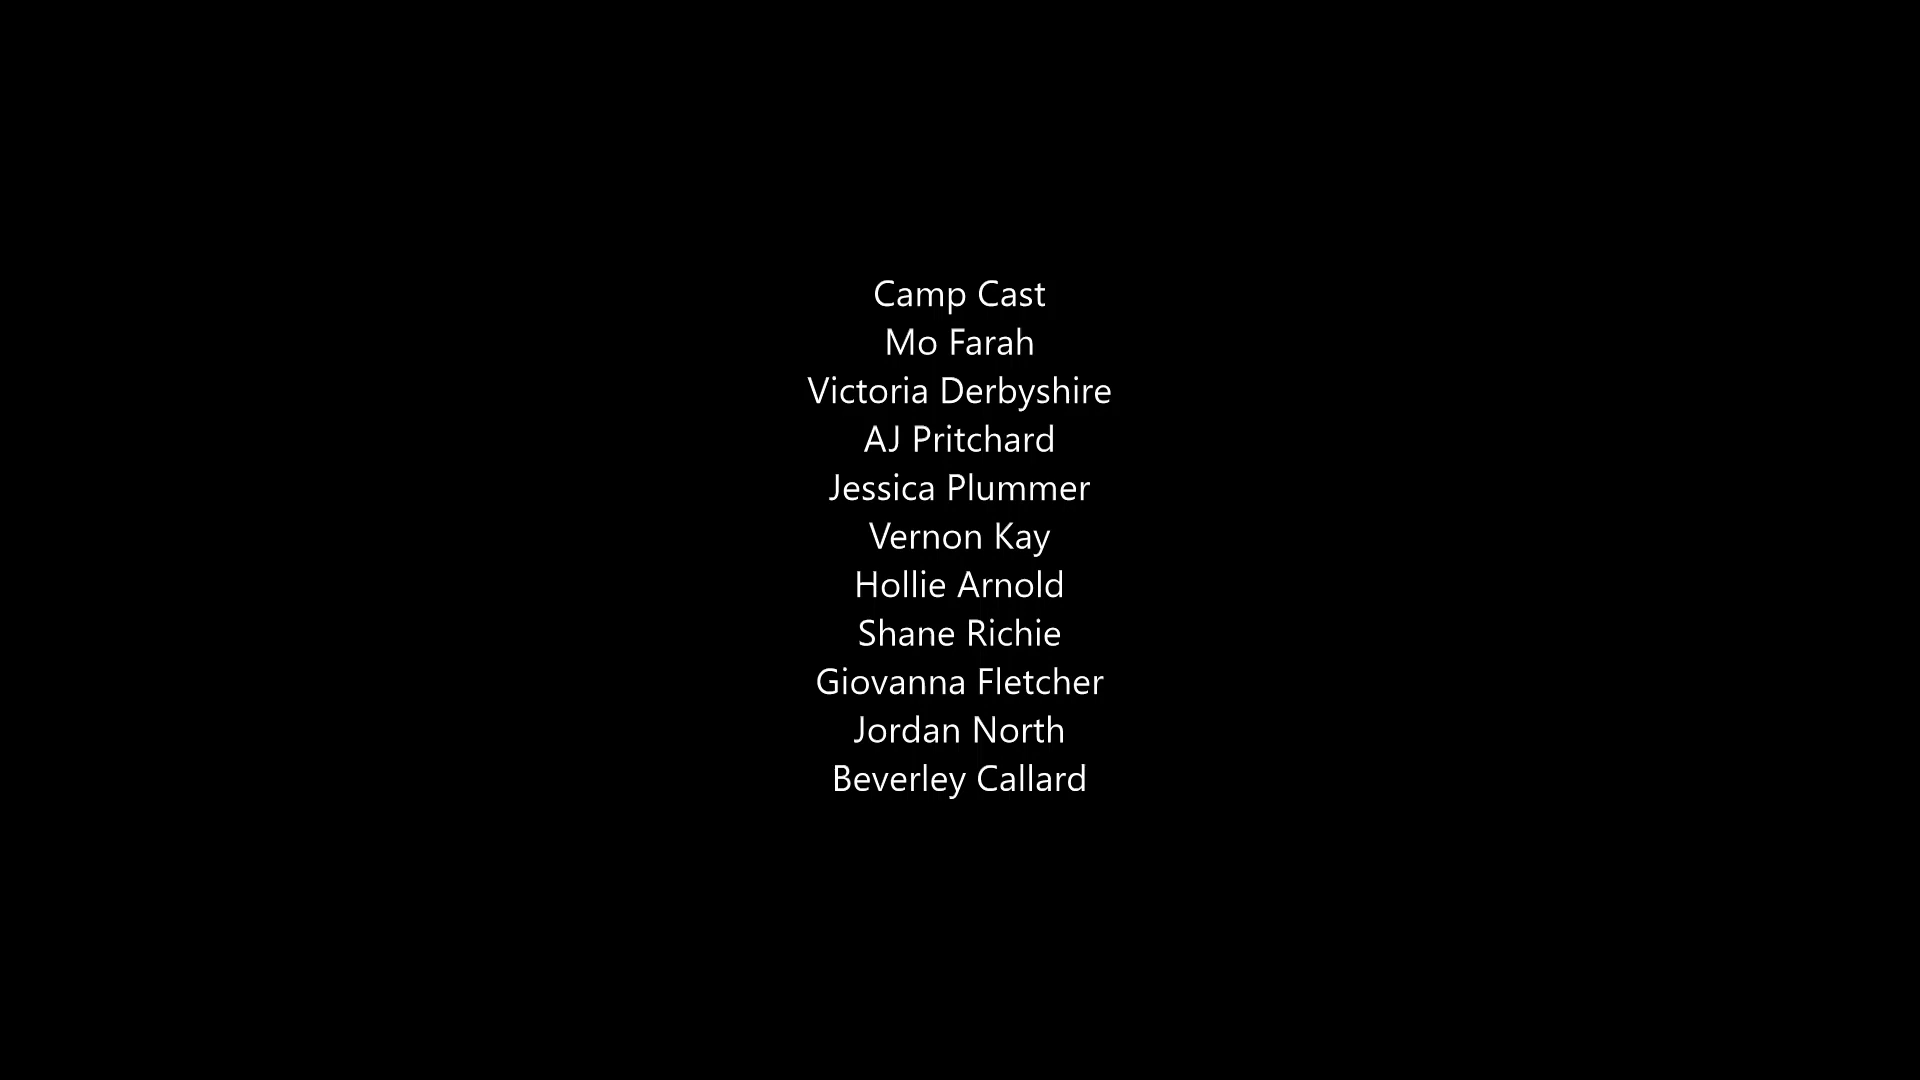 Camp Cast
Mo Farah
Victoria Derbyshire
AJ Pritchard
Jessica Plummer
Vernon Kay
Hollie Arnold
Shane Richie
Giovanna Fletcher
Jordan North
Beverley Callard